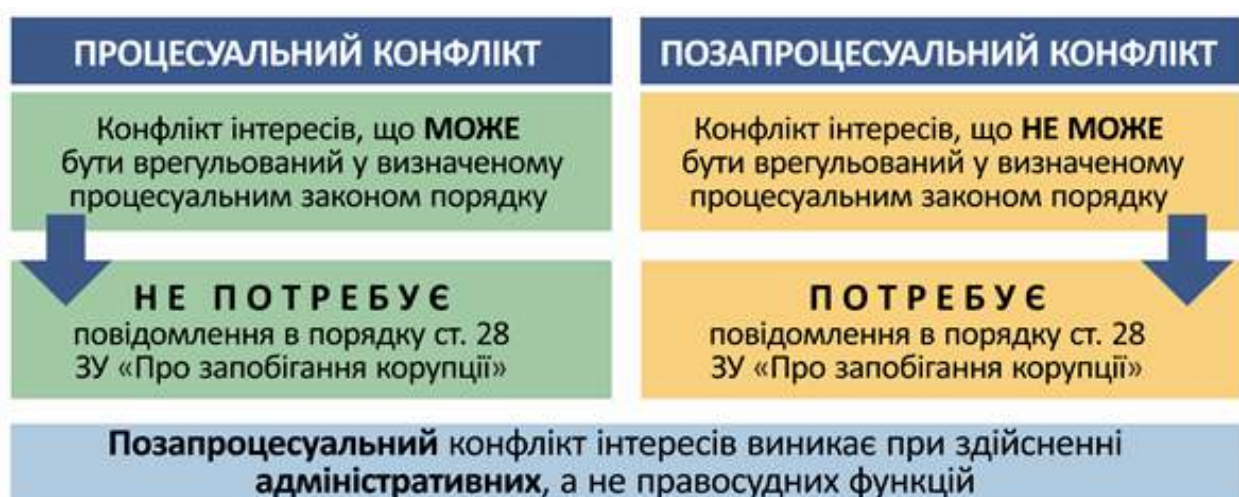 ПРОЦЕСУАЛЬНИЙ КОНФЛІКТ
Конфлікт інтересів, що МОЖЕ
бути врегульований у визначеному
процесуальним законом порядку
НЕ ПОТРЕБУЄ
повідомлення в порядку ст. 28
ЗУ «Про запобігання корупції»
ПОЗАПРОЦЕСУАЛЬНИЙ КОНФЛІКТ
Конфлікт інтересів, що НЕ МОЖЕ
бути врегульований у визначеному
процесуальним законом порядку
ПОТРЕБУЄ
повідомлення в порядку ст. 28
ЗУ «Про запобігання корупції»
Позапроцесуальний конфлікт інтересів виникає при здійсненні
адміністративних, а не правосудних функцій